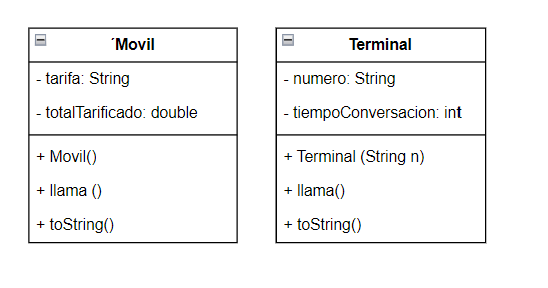 ´Movil
- tarifa: String
- totalTarificado: double
+ Movil()
+ llama ()
+ toString()
Terminal
- numero: String
- tiempoConversacion: int
+ Terminal (String n)
+ llama()
+ toString()